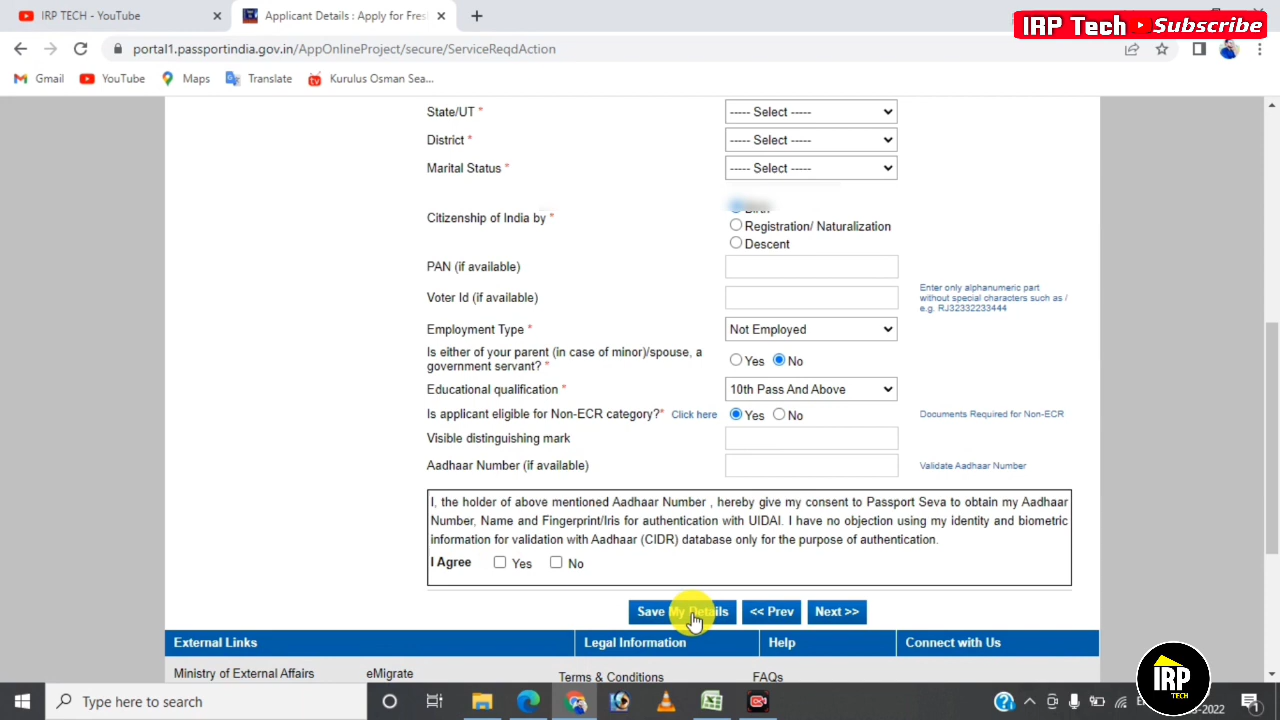 IRP TECH - YouTube
Applicant Details : Apply for Fres
IRP Tech Subscribe
portal1.passportindia.gov.in/AppOnlineProject/secure/ServiceReqdAction
Gmail YouTube Maps Translate Kurulus Osman Sea...
State/UT * ----- Select -----
District * ----- Select -----
Marital Status * ----- Select -----
Citizenship of India by *
Registration/ Naturalization
Descent
PAN (if available)
Voter Id (if available)
Enter only alphanumeric part
without special characters such as /
e.g. RJ32332233444
Employment Type * Not Employed
Is either of your parent (in case of minor)/spouse, a
government servant? * Yes No
Educational qualification * 10th Pass And Above
Is applicant eligible for Non-ECR category?* Click here Yes No Documents Required for Non-ECR
Visible distinguishing mark
Aadhaar Number (if available) Validate Aadhaar Number
I, the holder of above mentioned Aadhaar Number , hereby give my consent to Passport Seva to obtain my Aadhaar
Number, Name and Fingerprint/Iris for authentication with UIDAI. I have no objection using my identity and biometric
information for validation with Aadhaar (CIDR) database only for the purpose of authentication.
I Agree Yes No
Save My Details << Prev Next >>
External Links Legal Information Help Connect with Us
Ministry of External Affairs eMigrate Terms & Conditions FAQs
Type here to search
IRP
TECH
-2022